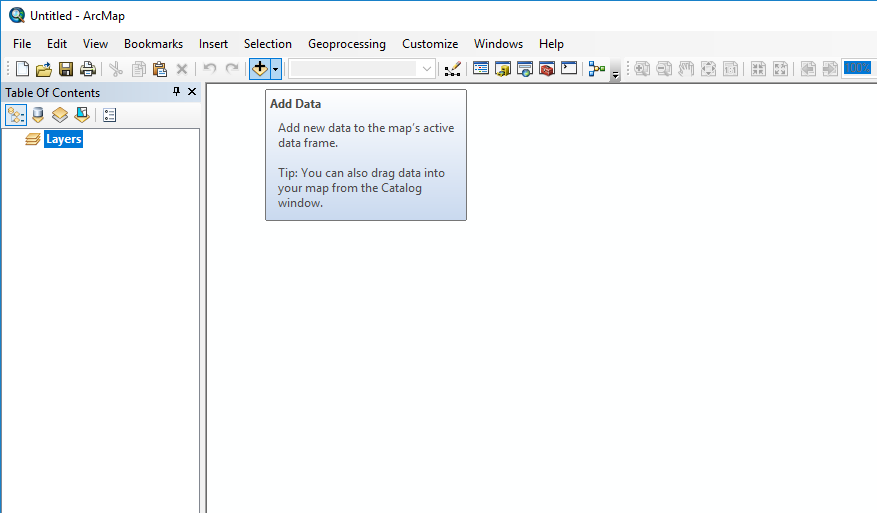 Untitled - ArcMap
File Edit View Bookmarks Insert Selection Geoprocessing Customize Windows Help
100%
Table Of Contents
Layers
Add Data
Add new data to the map's active
data frame.
Tip: You can also drag data into
your map from the Catalog
window.